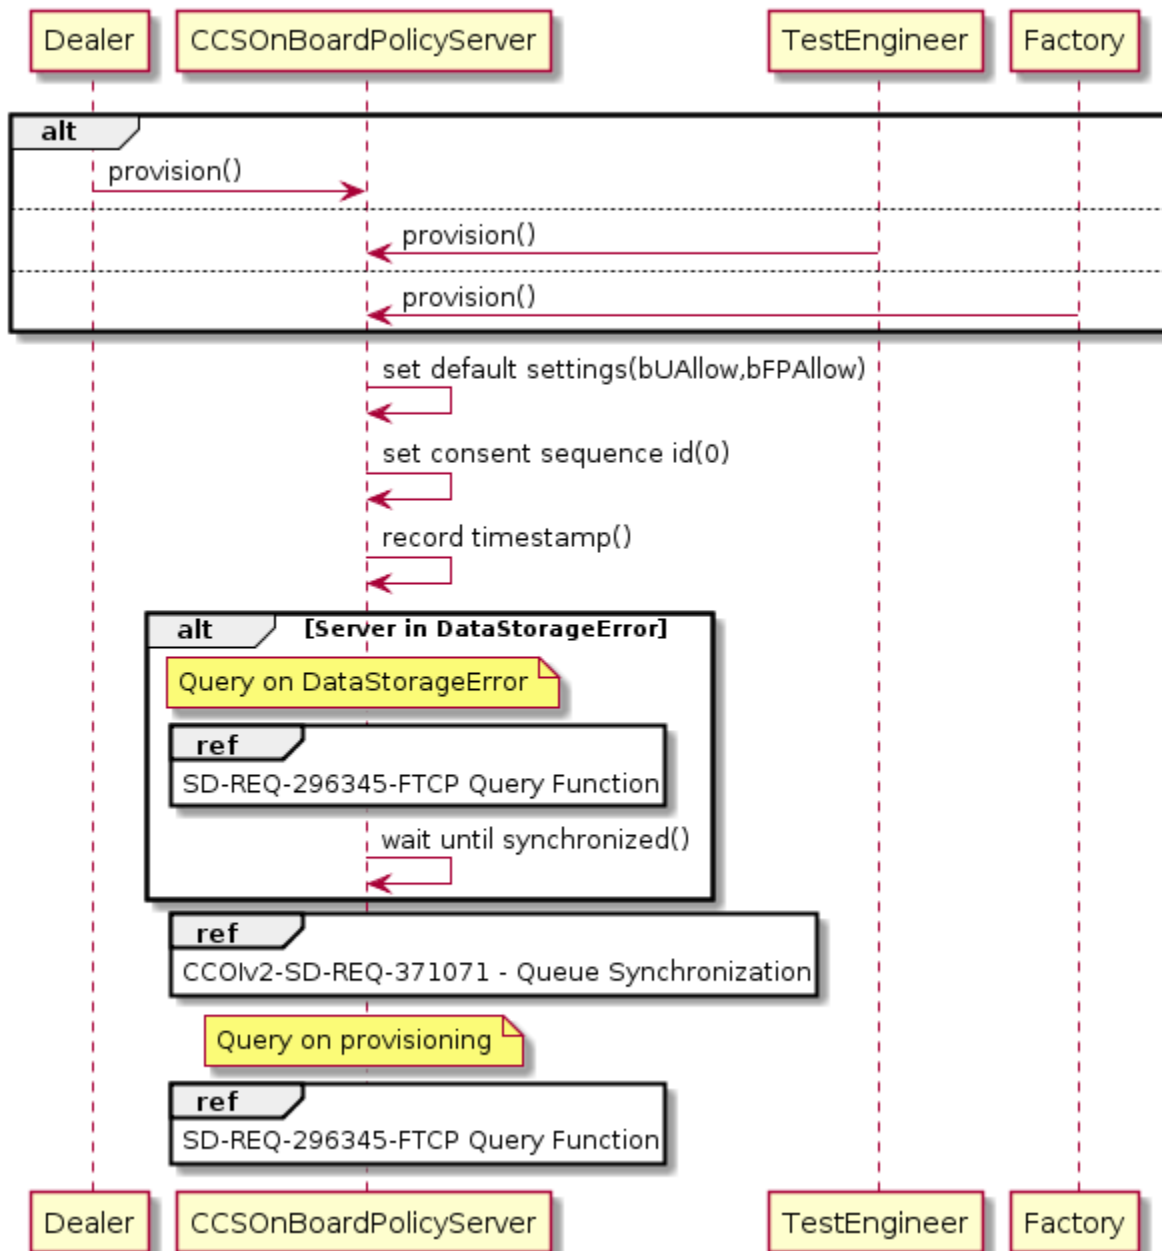 Dealer
CCSOnBoardPolicyServer
TestEngineer
Factory
alt
provision()
provision()
provision()
set default settings(bUAllow,bFPAllow)
set consent sequence id(0)
record timestamp()
alt [Server in DataStorageError]
Query on DataStorageError
ref
SD-REQ-296345-FTCP Query Function
wait until synchronized()
ref
CCOIv2-SD-REQ-371071 - Queue Synchronization
Query on provisioning
ref
SD-REQ-296345-FTCP Query Function
Dealer
CCSOnBoardPolicyServer
TestEngineer
Factory